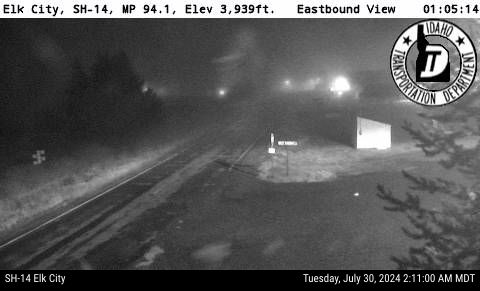 Elk City, SH-14, MP 94.1, Elev 3,939ft. Eastbound View 01:05:14
IDAHO
TRANSPORTATION DEPARTMENT
SH-14 Elk City Tuesday, July 30, 2024 2:11:00 AM MDT